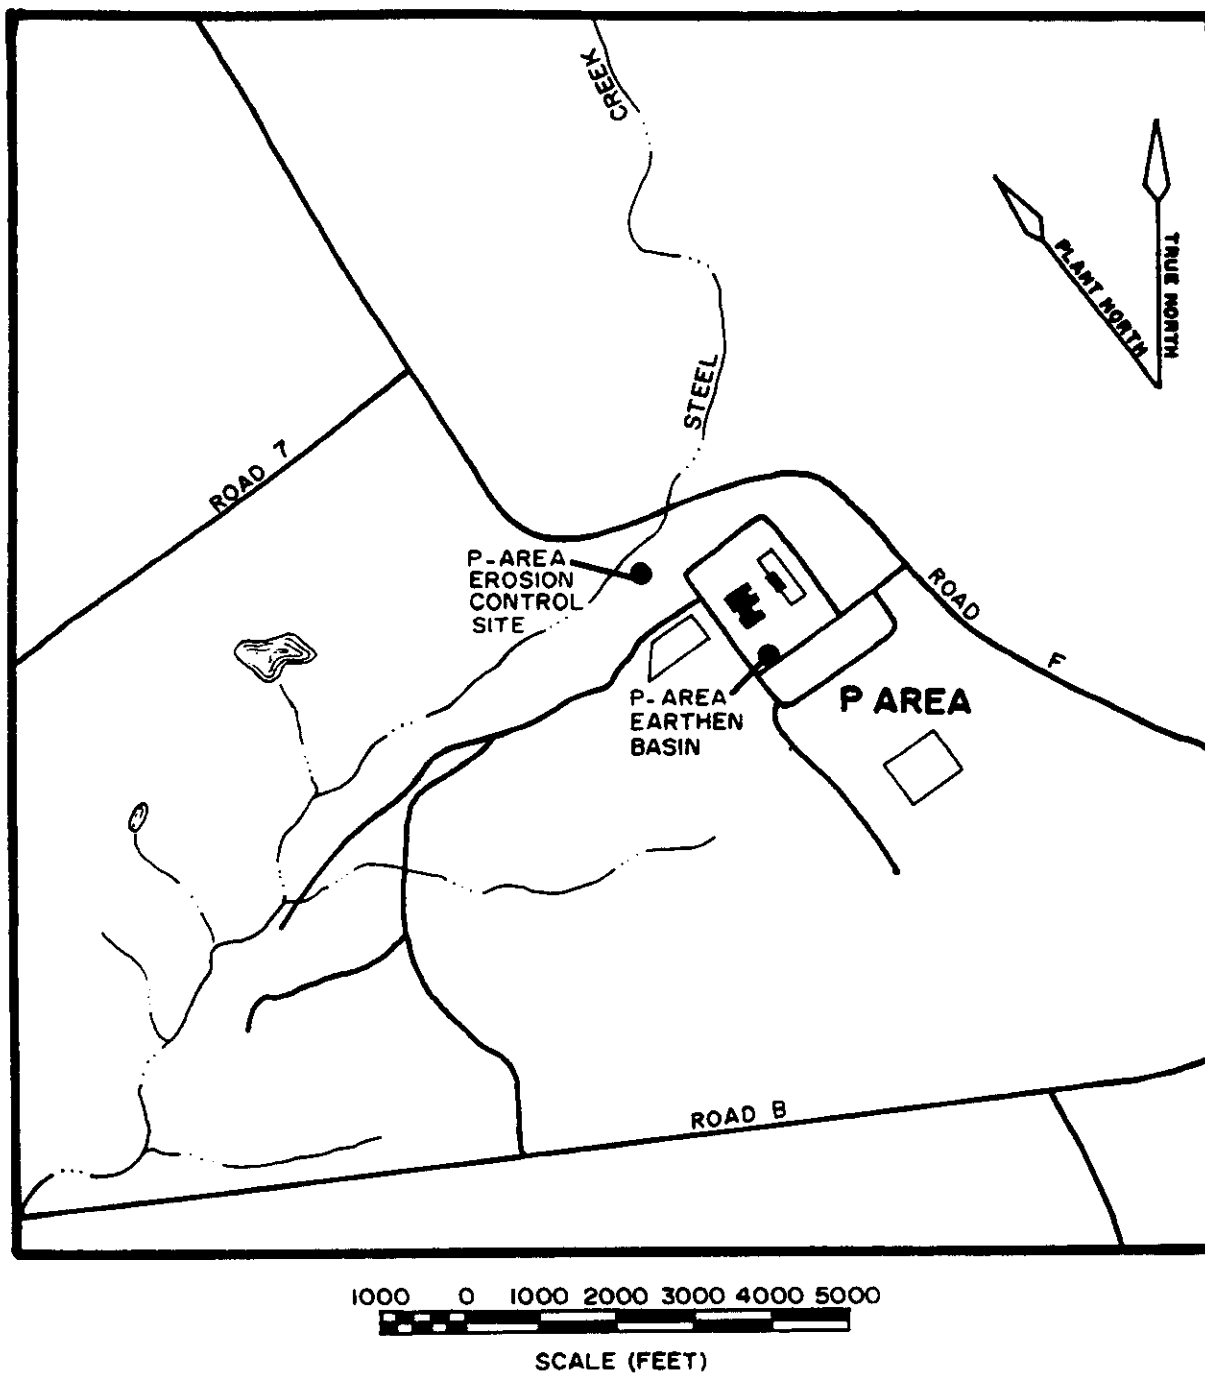 CREEK
TRUE NORTH
PLANT NORTH
STEEL
ROAD 7
P-AREA
EROSION
CONTROL
SITE
ROAD F
P-AREA
EARTHEN
BASIN
P AREA
ROAD B
1000 0 1000 2000 3000 4000 5000
SCALE (FEET)